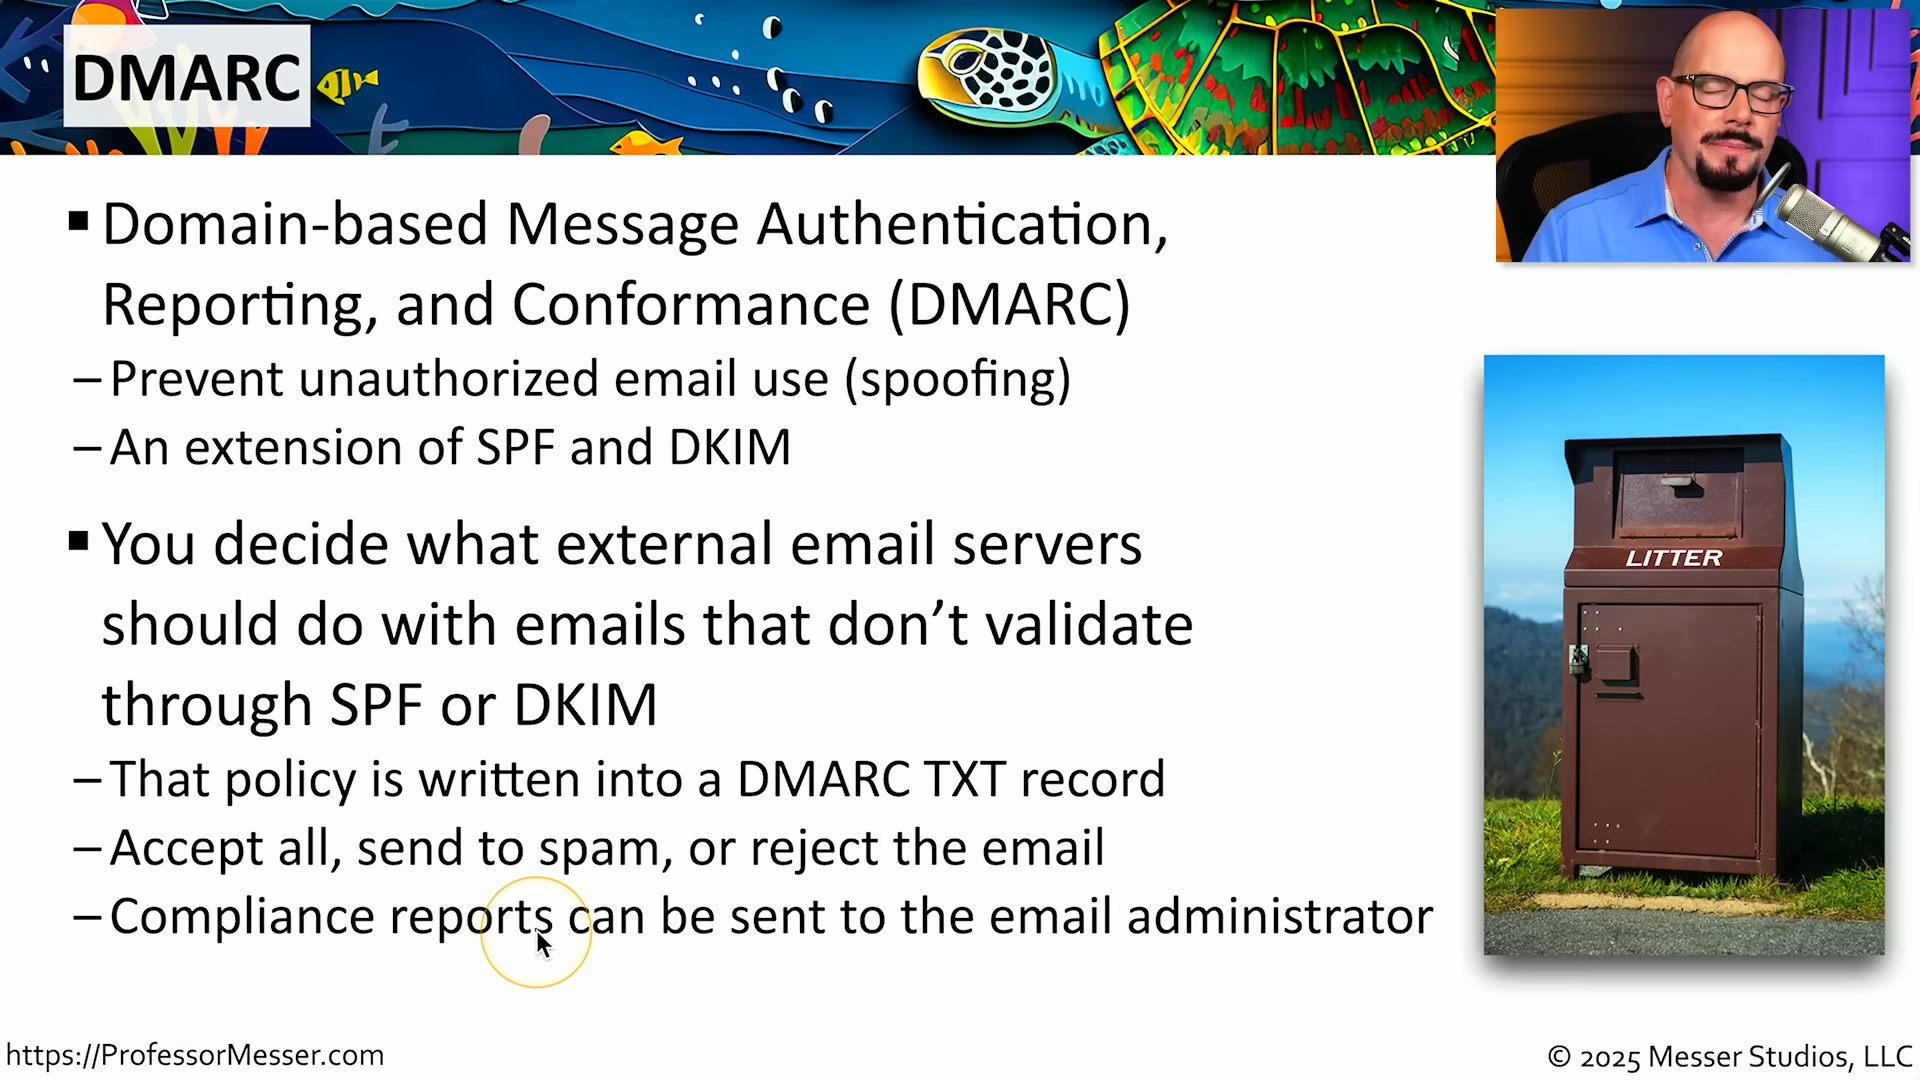 DMARC
▪ Domain-based Message Authentication,
Reporting, and Conformance (DMARC)
– Prevent unauthorized email use (spoofing)
– An extension of SPF and DKIM
▪ You decide what external email servers
should do with emails that don’t validate
through SPF or DKIM
– That policy is written into a DMARC TXT record
– Accept all, send to spam, or reject the email
– Compliance reports can be sent to the email administrator
LITTER
https://ProfessorMesser.com
© 2025 Messer Studios, LLC